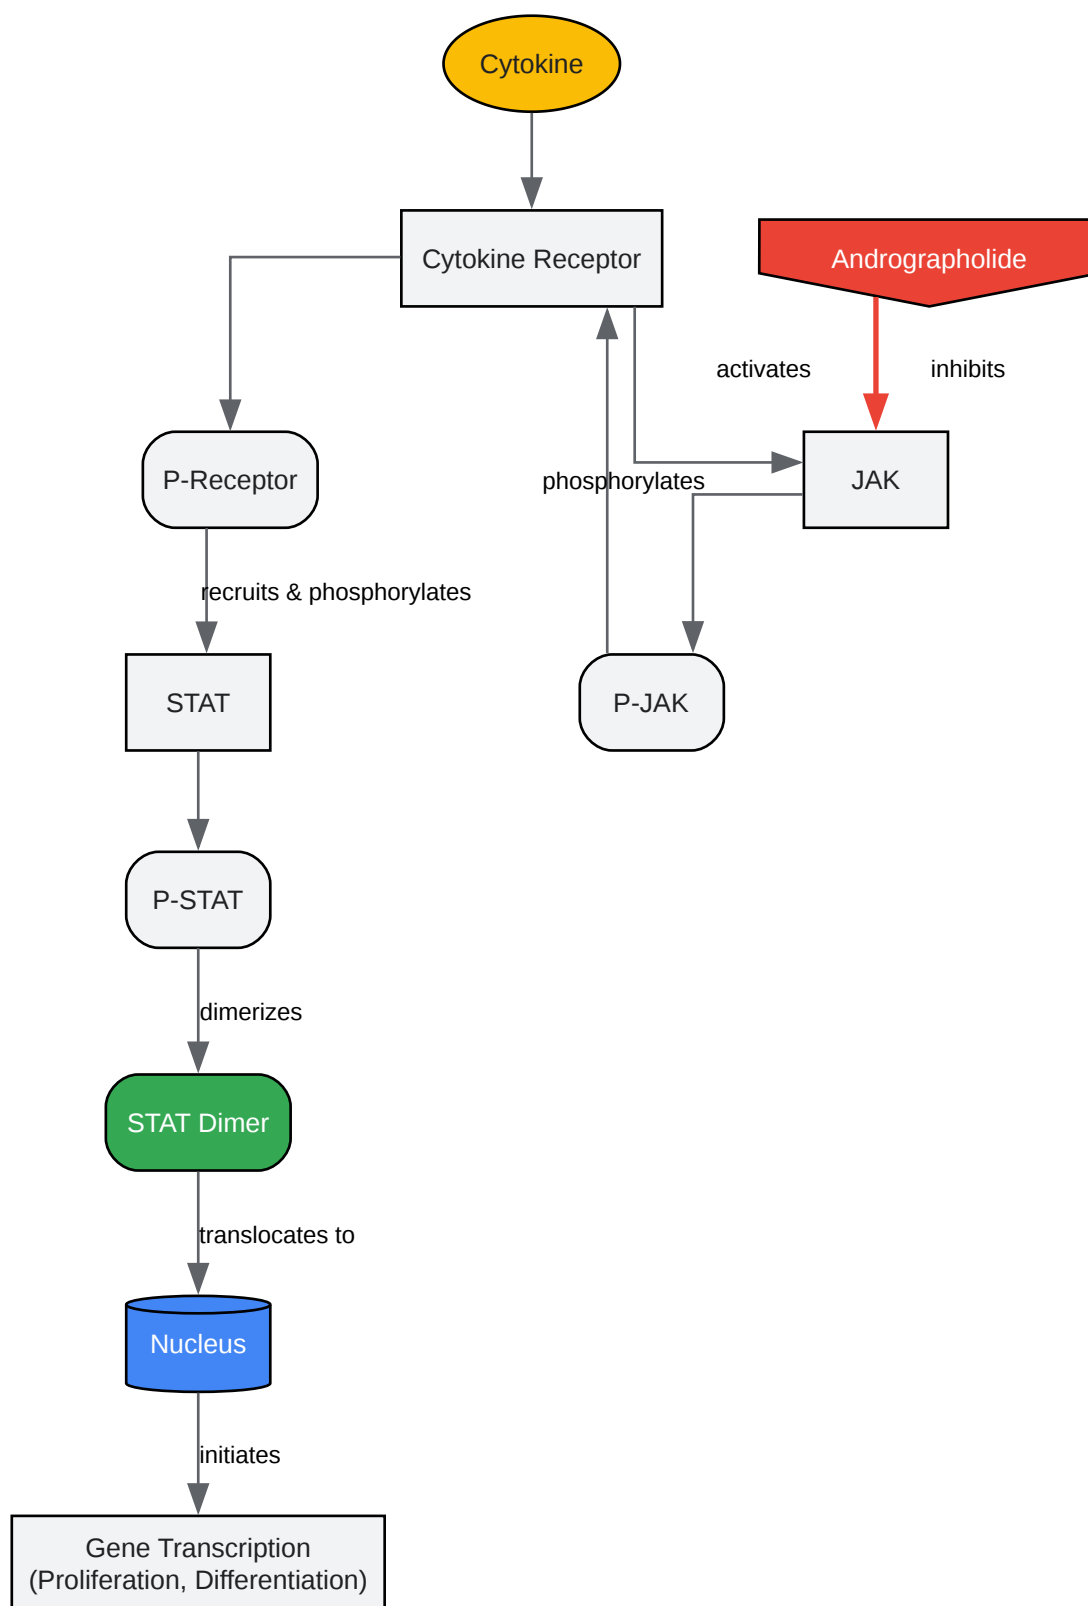 Cytokine
Cytokine Receptor
Andrographolide
activates
inhibits
P-Receptor
phosphorylates
JAK
recruits & phosphorylates
STAT
P-JAK
P-STAT
dimerizes
STAT Dimer
translocates to
Nucleus
initiates
Gene Transcription
(Proliferation, Differentiation)